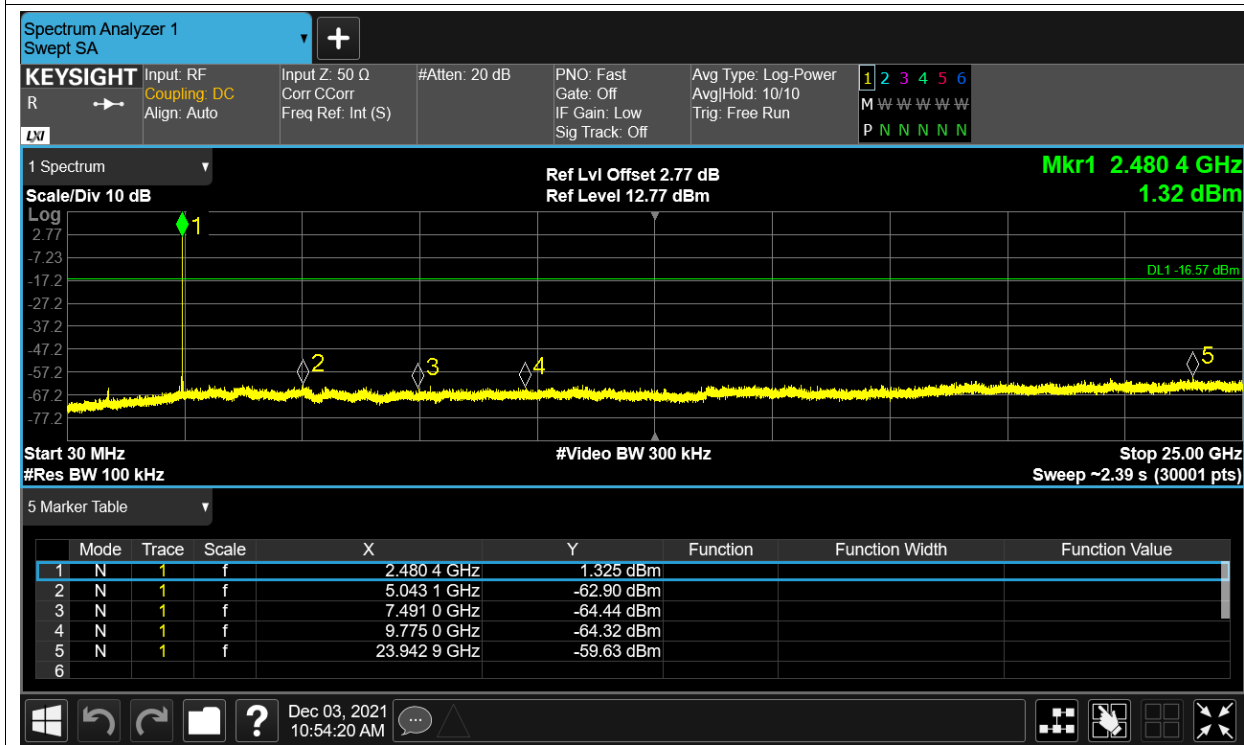 Spectrum Analyzer 1
Swept SA
+
KEYSIGHT
R
LXI
Input: RF
Coupling: DC
Align: Auto
Input Z: 50 Ω
Corr CCorr
Freq Ref: Int (S)
#Atten: 20 dB
PNO: Fast
Gate: Off
IF Gain: Low
Sig Track: Off
Avg Type: Log-Power
Avg|Hold: 10/10
Trig: Free Run
1 2 3 4 5 6
M W W W W W
P N N N N N
1 Spectrum
Scale/Div 10 dB
Ref Lvl Offset 2.77 dB
Ref Level 12.77 dBm
Mkr1 2.480 4 GHz
1.32 dBm
Log
2.77
-7.23
-17.2
-27.2
-37.2
-47.2
-57.2
-67.2
-77.2
1
2
3
4
5
DL1 -16.57 dBm
Start 30 MHz
#Res BW 100 kHz
#Video BW 300 kHz
Stop 25.00 GHz
Sweep ~2.39 s (30001 pts)
5 Marker Table
Mode Trace Scale X Y Function Function Width Function Value
1 N 1 f 2.480 4 GHz 1.325 dBm
2 N 1 f 5.043 1 GHz -62.90 dBm
3 N 1 f 7.491 0 GHz -64.44 dBm
4 N 1 f 9.775 0 GHz -64.32 dBm
5 N 1 f 23.942 9 GHz -59.63 dBm
6
?
Dec 03, 2021
10:54:20 AM